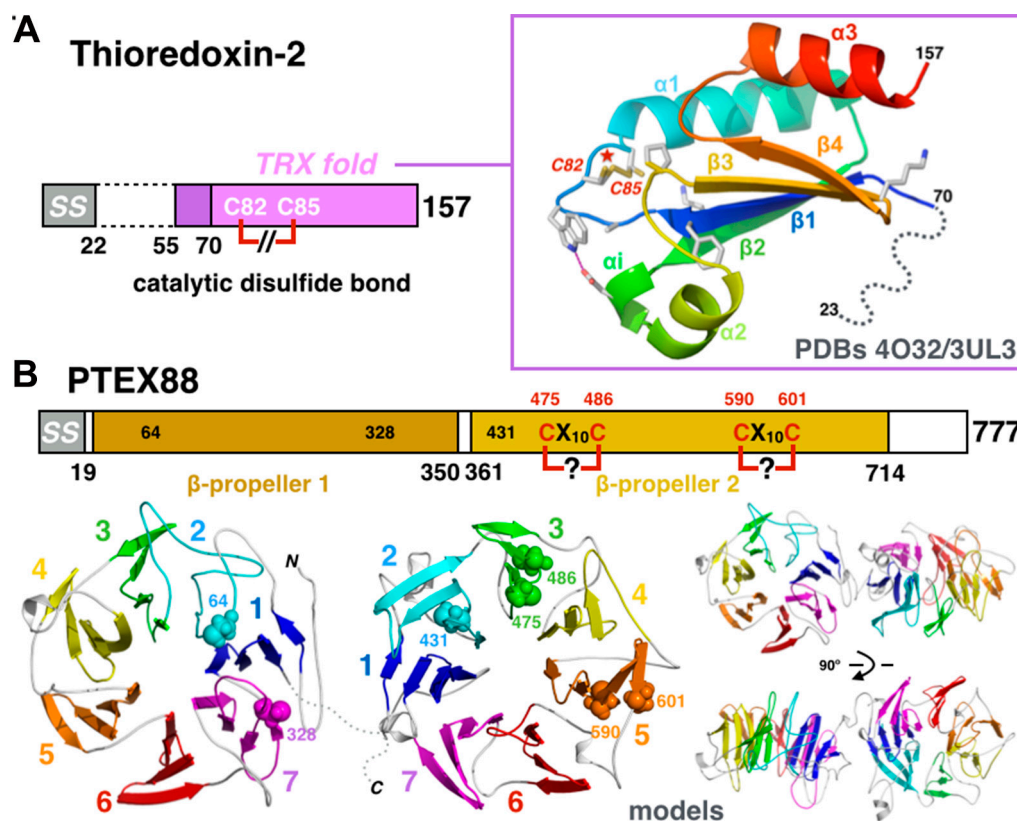 A
Thioredoxin-2
TRX fold
SS
C82 C85
157
22
55
70
//
catalytic disulfide bond
α3
157
α1
β4
C82
C85
β3
70
β1
β2
αi
23
α2
PDBs 4O32/3UL3
B
PTEX88
475 486 590 601
SS
64
328
431
CX10C
CX10C
777
19
350
361
?
?
714
β-propeller 1
β-propeller 2
3
2
4
N
64
1
5
328
6
7
3
2
486
4
475
431
1
601
590
5
C
7
6
90°
models